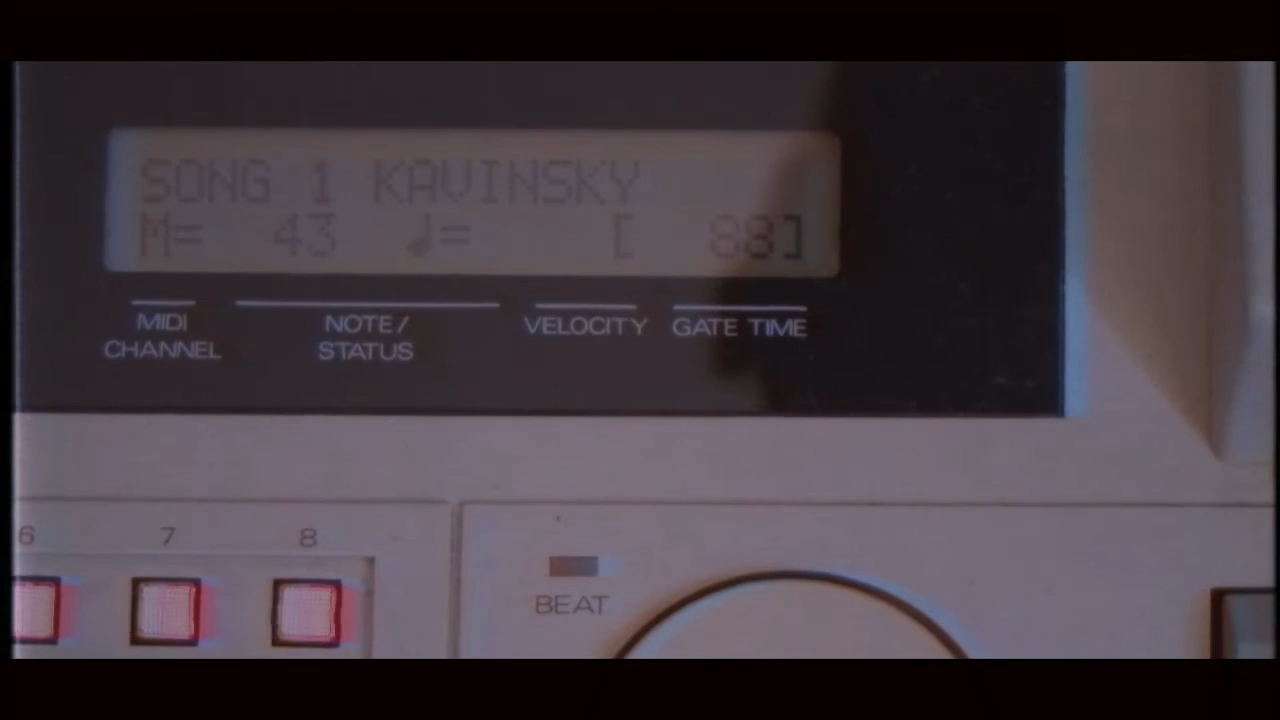 SONG 1 KAVINSKY
M= 43 ♩= [ 88]
MIDI CHANNEL
NOTE/ STATUS
VELOCITY
GATE TIME
6 7 8
BEAT